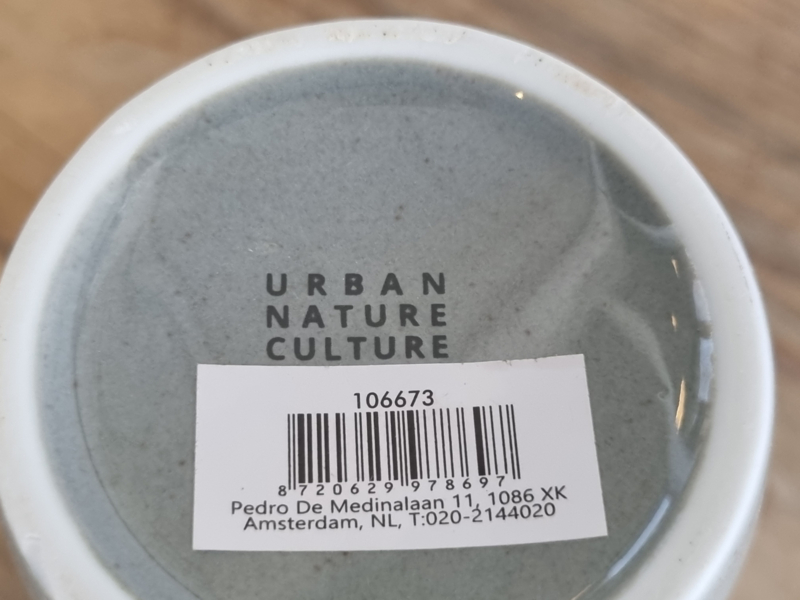 URBAN
NATURE
CULTURE
106673
8 720629 978697
Pedro De Medinalaan 11, 1086 XK
Amsterdam, NL, T:020-2144020